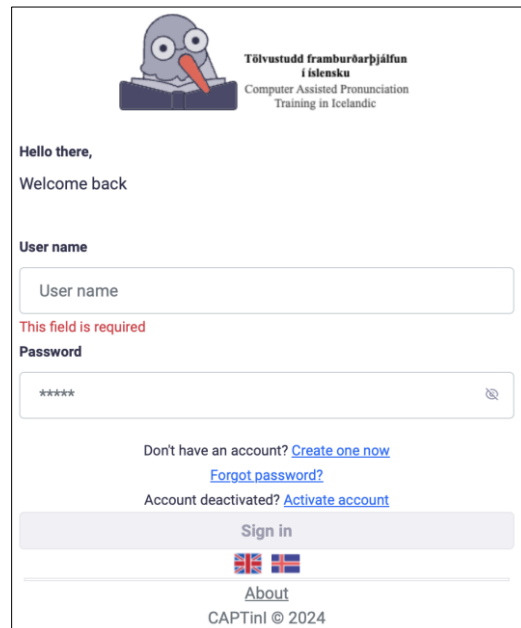 Tölvustudd framburðarþjálfun
í íslensku
Computer Assisted Pronunciation
Training in Icelandic
Hello there,
Welcome back
User name
User name
This field is required
Password
*****
Don't have an account? Create one now
Forgot password?
Account deactivated? Activate account
Sign in
About
CAPTinI © 2024